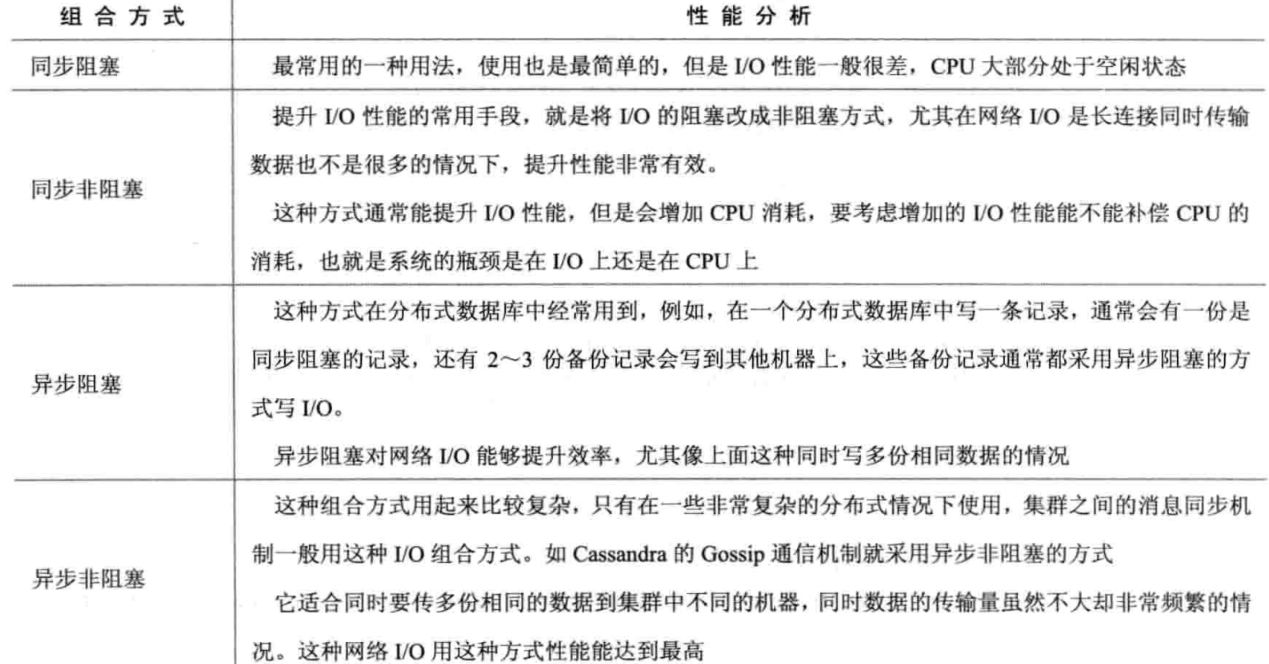 组合方式 性能分析
同步阻塞 最常用的一种用法，使用也是最简单的，但是 I/O 性能一般很差，CPU 大部分处于空闲状态
提升 I/O 性能的常用手段，就是将 I/O 的阻塞改成非阻塞方式，尤其在网络 I/O 是长连接同时传输
数据也不是很多的情况下，提升性能非常有效。
同步非阻塞
这种方式通常能提升 I/O 性能，但是会增加 CPU 消耗，要考虑增加的 I/O 性能能不能补偿 CPU 的
消耗，也就是系统的瓶颈是在 I/O 上还是在 CPU 上
这种方式在分布式数据库中经常用到，例如，在一个分布式数据库中写一条记录，通常会有一份是
同步阻塞的记录，还有 2～3 份备份记录会写到其他机器上，这些备份记录通常都采用异步阻塞的方
异步阻塞
式写 I/O。
异步阻塞对网络 I/O 能够提升效率，尤其像上面这种同时写多份相同数据的情况
这种组合方式用起来比较复杂，只有在一些非常复杂的分布式情况下使用，集群之间的消息同步机
制一般用这种 I/O 组合方式。如 Cassandra 的 Gossip 通信机制就采用异步非阻塞的方式
异步非阻塞
它适合同时要传多份相同的数据到集群中不同的机器，同时数据的传输量虽然不大却非常频繁的情
况。这种网络 I/O 用这种方式性能能达到最高